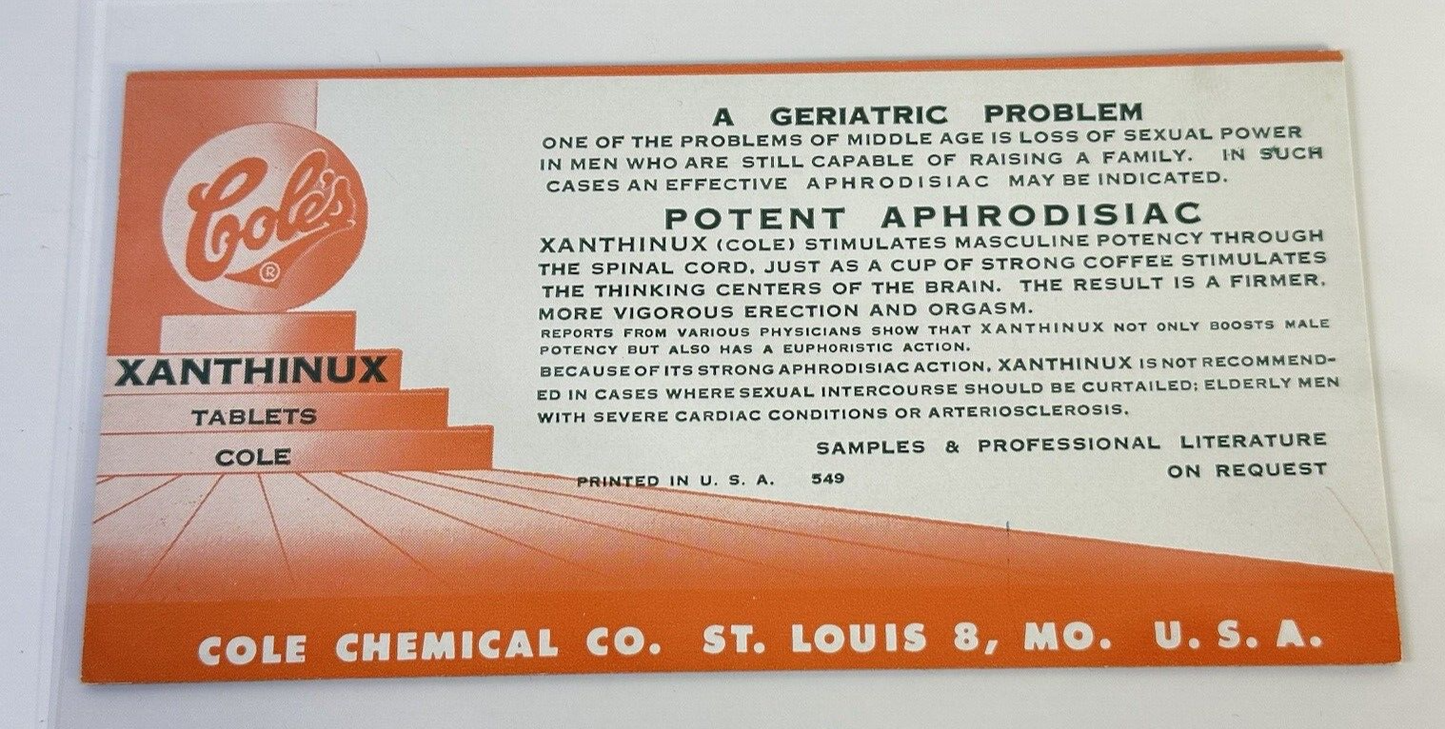 Cole's
®
XANTHINUX
TABLETS
COLE
A GERIATRIC PROBLEM
ONE OF THE PROBLEMS OF MIDDLE AGE IS LOSS OF SEXUAL POWER
IN MEN WHO ARE STILL CAPABLE OF RAISING A FAMILY. IN SUCH
CASES AN EFFECTIVE APHRODISIAC MAY BE INDICATED.
POTENT APHRODISIAC
XANTHINUX (COLE) STIMULATES MASCULINE POTENCY THROUGH
THE SPINAL CORD, JUST AS A CUP OF STRONG COFFEE STIMULATES
THE THINKING CENTERS OF THE BRAIN. THE RESULT IS A FIRMER,
MORE VIGOROUS ERECTION AND ORGASM.
REPORTS FROM VARIOUS PHYSICIANS SHOW THAT XANTHINUX NOT ONLY BOOSTS MALE
POTENCY BUT ALSO HAS A EUPHORISTIC ACTION.
BECAUSE OF ITS STRONG APHRODISIAC ACTION, XANTHINUX IS NOT RECOMMEND-
ED IN CASES WHERE SEXUAL INTERCOURSE SHOULD BE CURTAILED; ELDERLY MEN
WITH SEVERE CARDIAC CONDITIONS OR ARTERIOSCLEROSIS.
SAMPLES & PROFESSIONAL LITERATURE
ON REQUEST
PRINTED IN U. S. A. 549
COLE CHEMICAL CO. ST. LOUIS 8, MO. U. S. A.